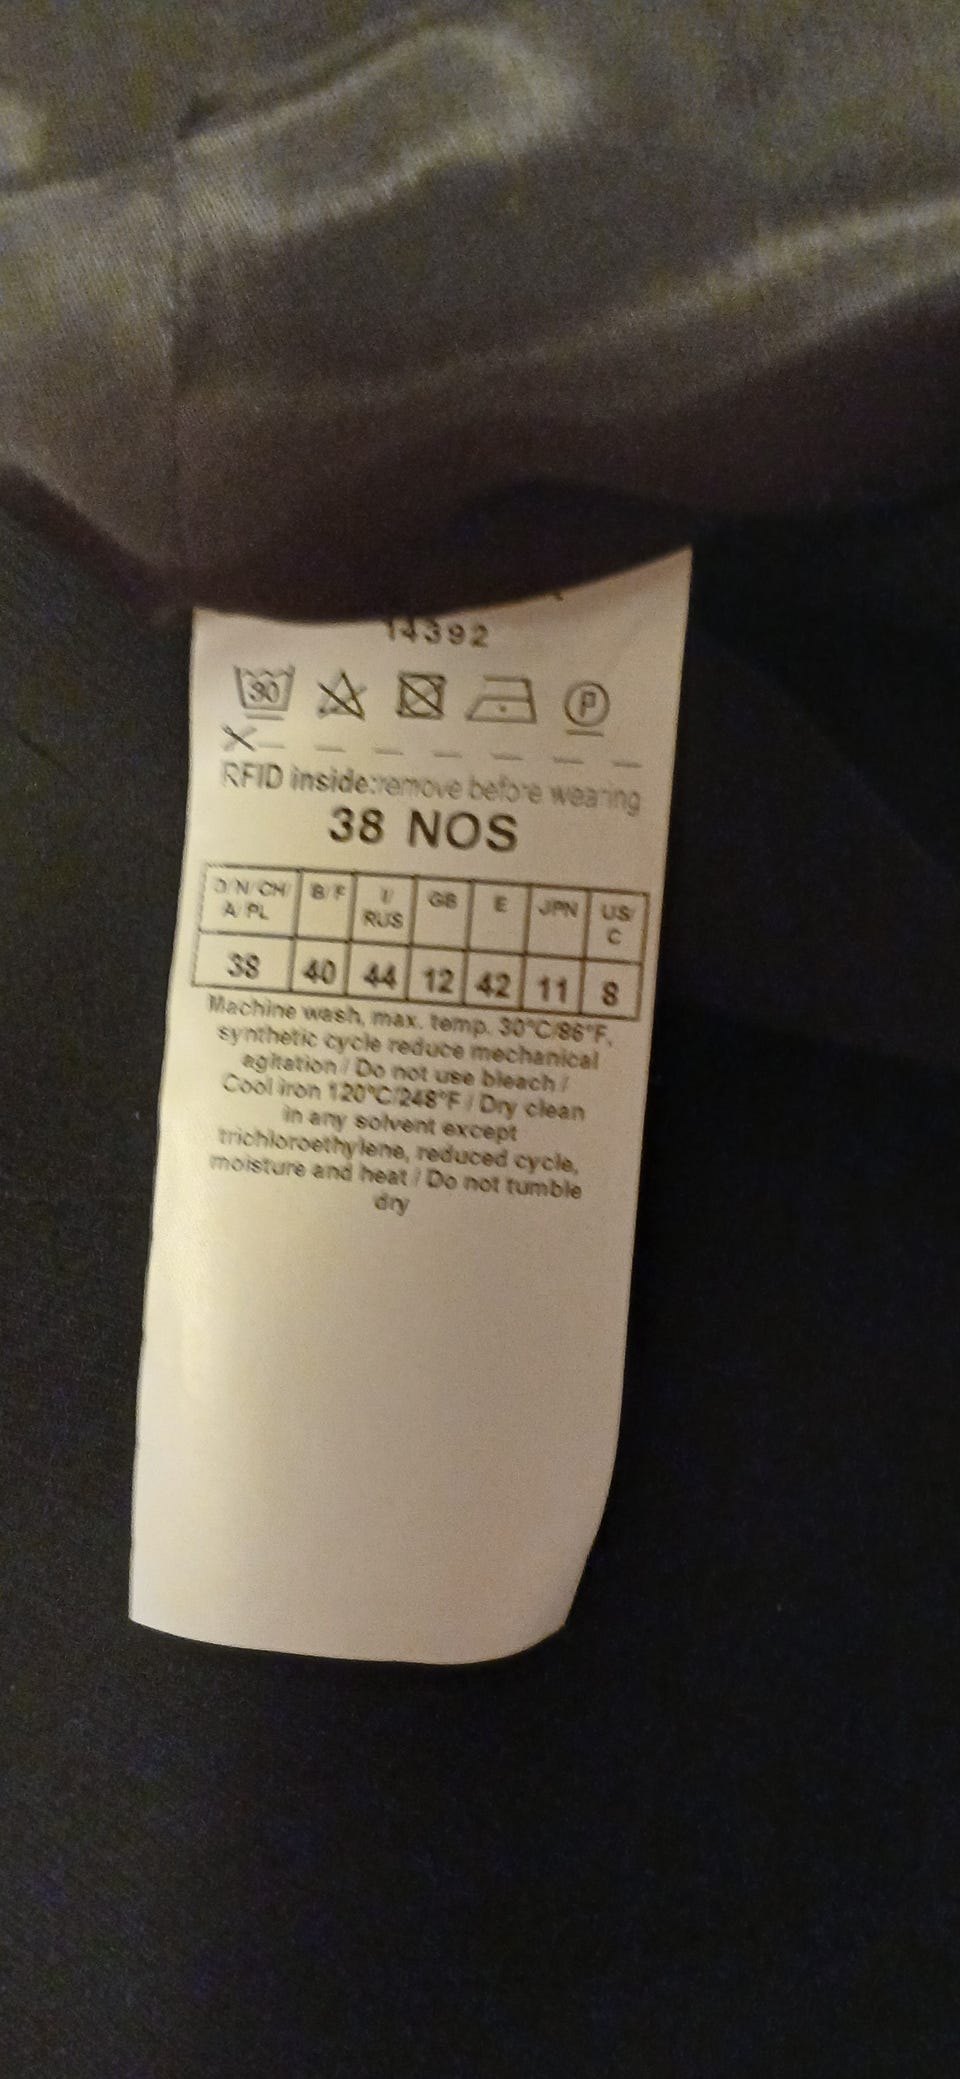 14392
30 P
RFID inside:remove before wearing
38 NOS
D/N/CH/ B/F I/ GB E JPN US/
A/PL RUS C
38 40 44 12 42 11 8
Machine wash, max. temp. 30°C/86°F,
synthetic cycle reduce mechanical
agitation / Do not use bleach /
Cool iron 120°C/248°F / Dry clean
in any solvent except
trichloroethylene, reduced cycle,
moisture and heat / Do not tumble
dry